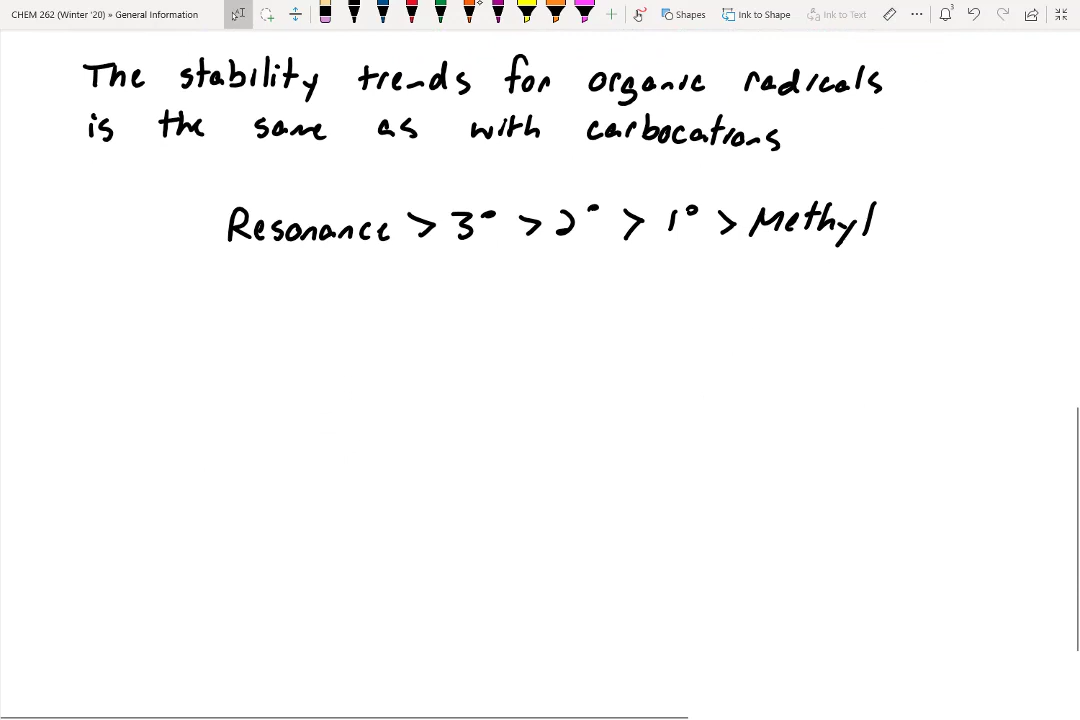 CHEM 262 (Winter '20) » General Information
Shapes
Ink to Shape
Ink to Text
3
The stability trends for organic radicals
is the same as with carbocations
Resonance > 3° > 2° > 1° > Methyl